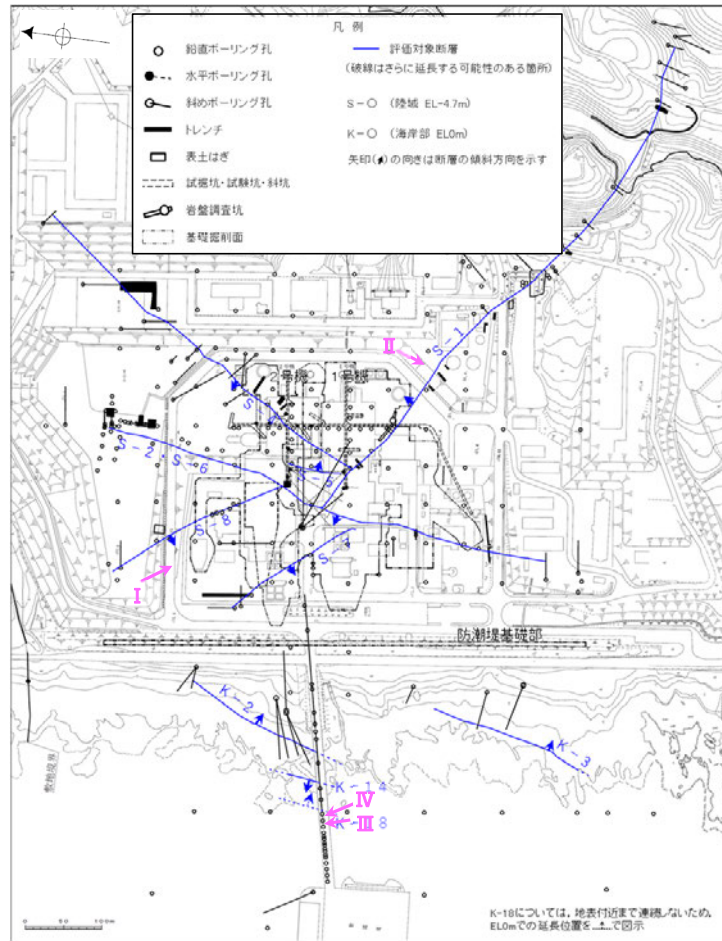 凡例
鉛直ボーリング孔
水平ボーリング孔
斜めボーリング孔
トレンチ
表土はぎ
試掘坑・試験坑・斜坑
岩盤調査坑
基礎掘削面
評価対象断層
(破線はさらに延長する可能性のある箇所)
S-○ (陸域 EL-4.7m)
K-○ (海岸部 EL0m)
矢印( )の向きは断層の傾斜方向を示す
Ⅱ
S-1
2号機
1号機
S-2・S-6
S-5
S-8
S-4
Ⅰ
防潮堤基礎部
K-2
K-3
敷地境界
K-14
Ⅳ
Ⅲ
K-18については,地表付近まで連続しないため,
EL0mでの延長位置を で図示
0 50 100m